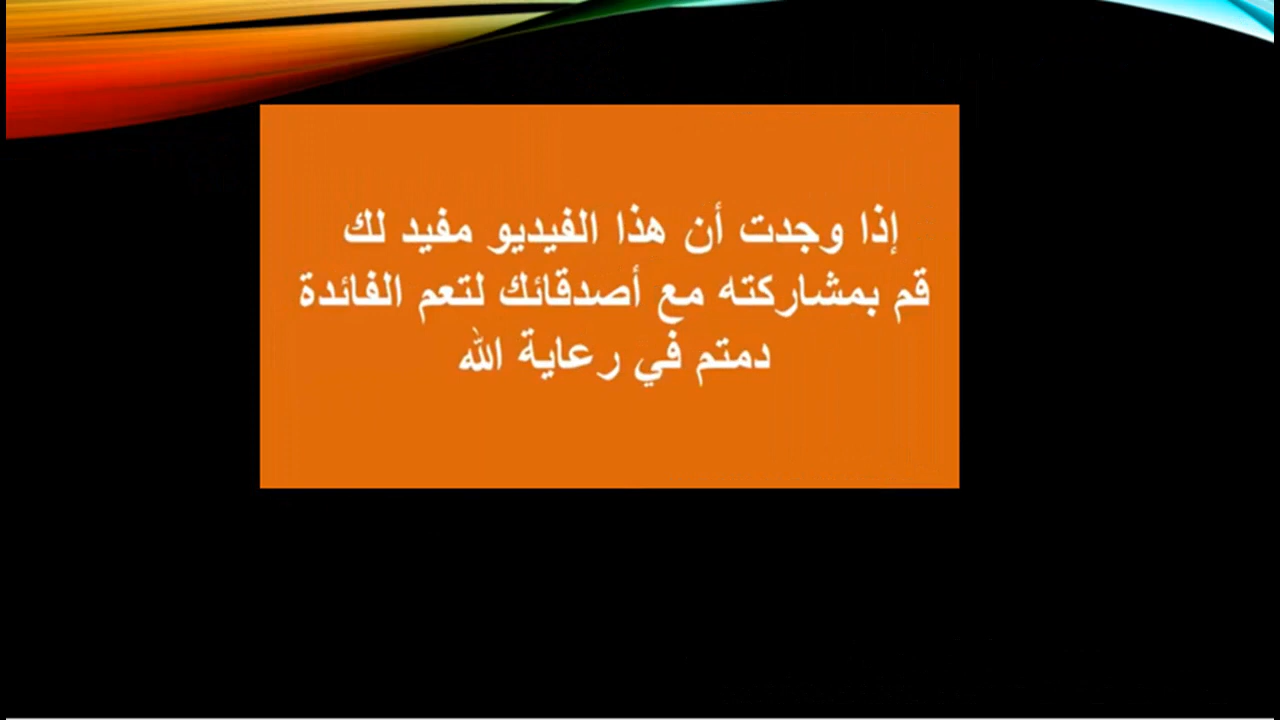 إذا وجدت أن هذا الفيديو مفيد لك
قم بمشاركته مع أصدقائك لتعم الفائدة
دمتم في رعاية الله